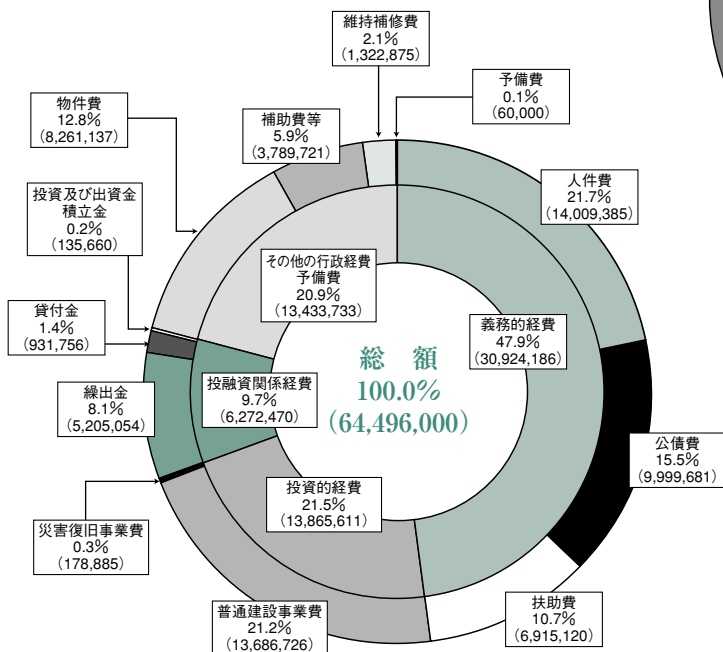 維持補修費
2.1%
(1,322,875)
予備費
0.1%
(60,000)
物件費
12.8%
(8,261,137)
補助費等
5.9%
(3,789,721)
人件費
21.7%
(14,009,385)
投資及び出資金
積立金
0.2%
(135,660)
その他の行政経費
予備費
20.9%
(13,433,733)
義務的経費
47.9%
(30,924,186)
貸付金
1.4%
(931,756)
総 額
100.0%
(64,496,000)
投融資関係経費
9.7%
(6,272,470)
繰出金
8.1%
(5,205,054)
公債費
15.5%
(9,999,681)
投資的経費
21.5%
(13,865,611)
災害復旧事業費
0.3%
(178,885)
扶助費
10.7%
(6,915,120)
普通建設事業費
21.2%
(13,686,726)